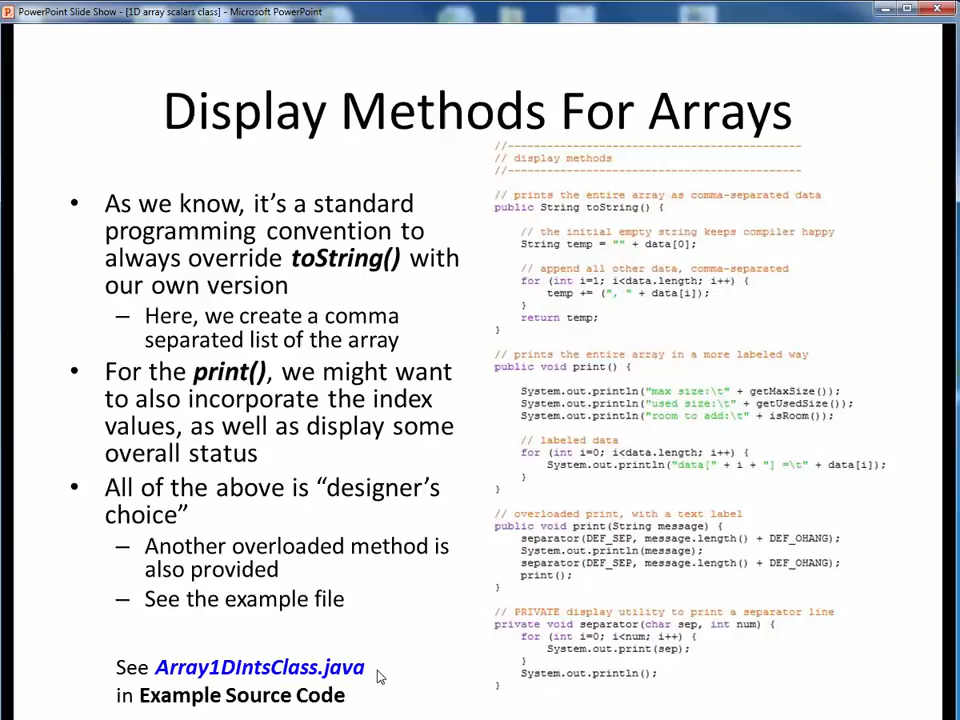 PowerPoint Slide Show - [1D array scalars class] - Microsoft PowerPoint
Display Methods For Arrays
• As we know, it's a standard
programming convention to
always override toString() with
our own version
– Here, we create a comma
separated list of the array
• For the print(), we might want
to also incorporate the index
values, as well as display some
overall status
• All of the above is “designer's
choice”
– Another overloaded method is
also provided
– See the example file
See Array1DIntsClass.java
in Example Source Code
//---------------------------------------------
// display methods
//---------------------------------------------
// prints the entire array as comma-separated data
public String toString() {
// the initial empty string keeps compiler happy
String temp = "" + data[0];
// append all other data, comma-separated
for (int i=1; i<data.length; i++) {
temp += (", " + data[i]);
}
return temp;
}
// prints the entire array in a more labeled way
public void print() {
System.out.println("max size:\t" + getMaxSize());
System.out.println("used size:\t" + getUsedSize());
System.out.println("room to add:\t" + isRoom());
// labeled data
for (int i=0; i<data.length; i++) {
System.out.println("data[" + i + "] =\t" + data[i]);
}
}
// overloaded print, with a text label
public void print(String message) {
separator(DEF_SEP, message.length() + DEF_OHANG);
System.out.println(message);
separator(DEF_SEP, message.length() + DEF_OHANG);
print();
}
// PRIVATE display utility to print a separator line
private void separator(char sep, int num) {
for (int i=0; i<num; i++) {
System.out.print(sep);
}
System.out.println();
}